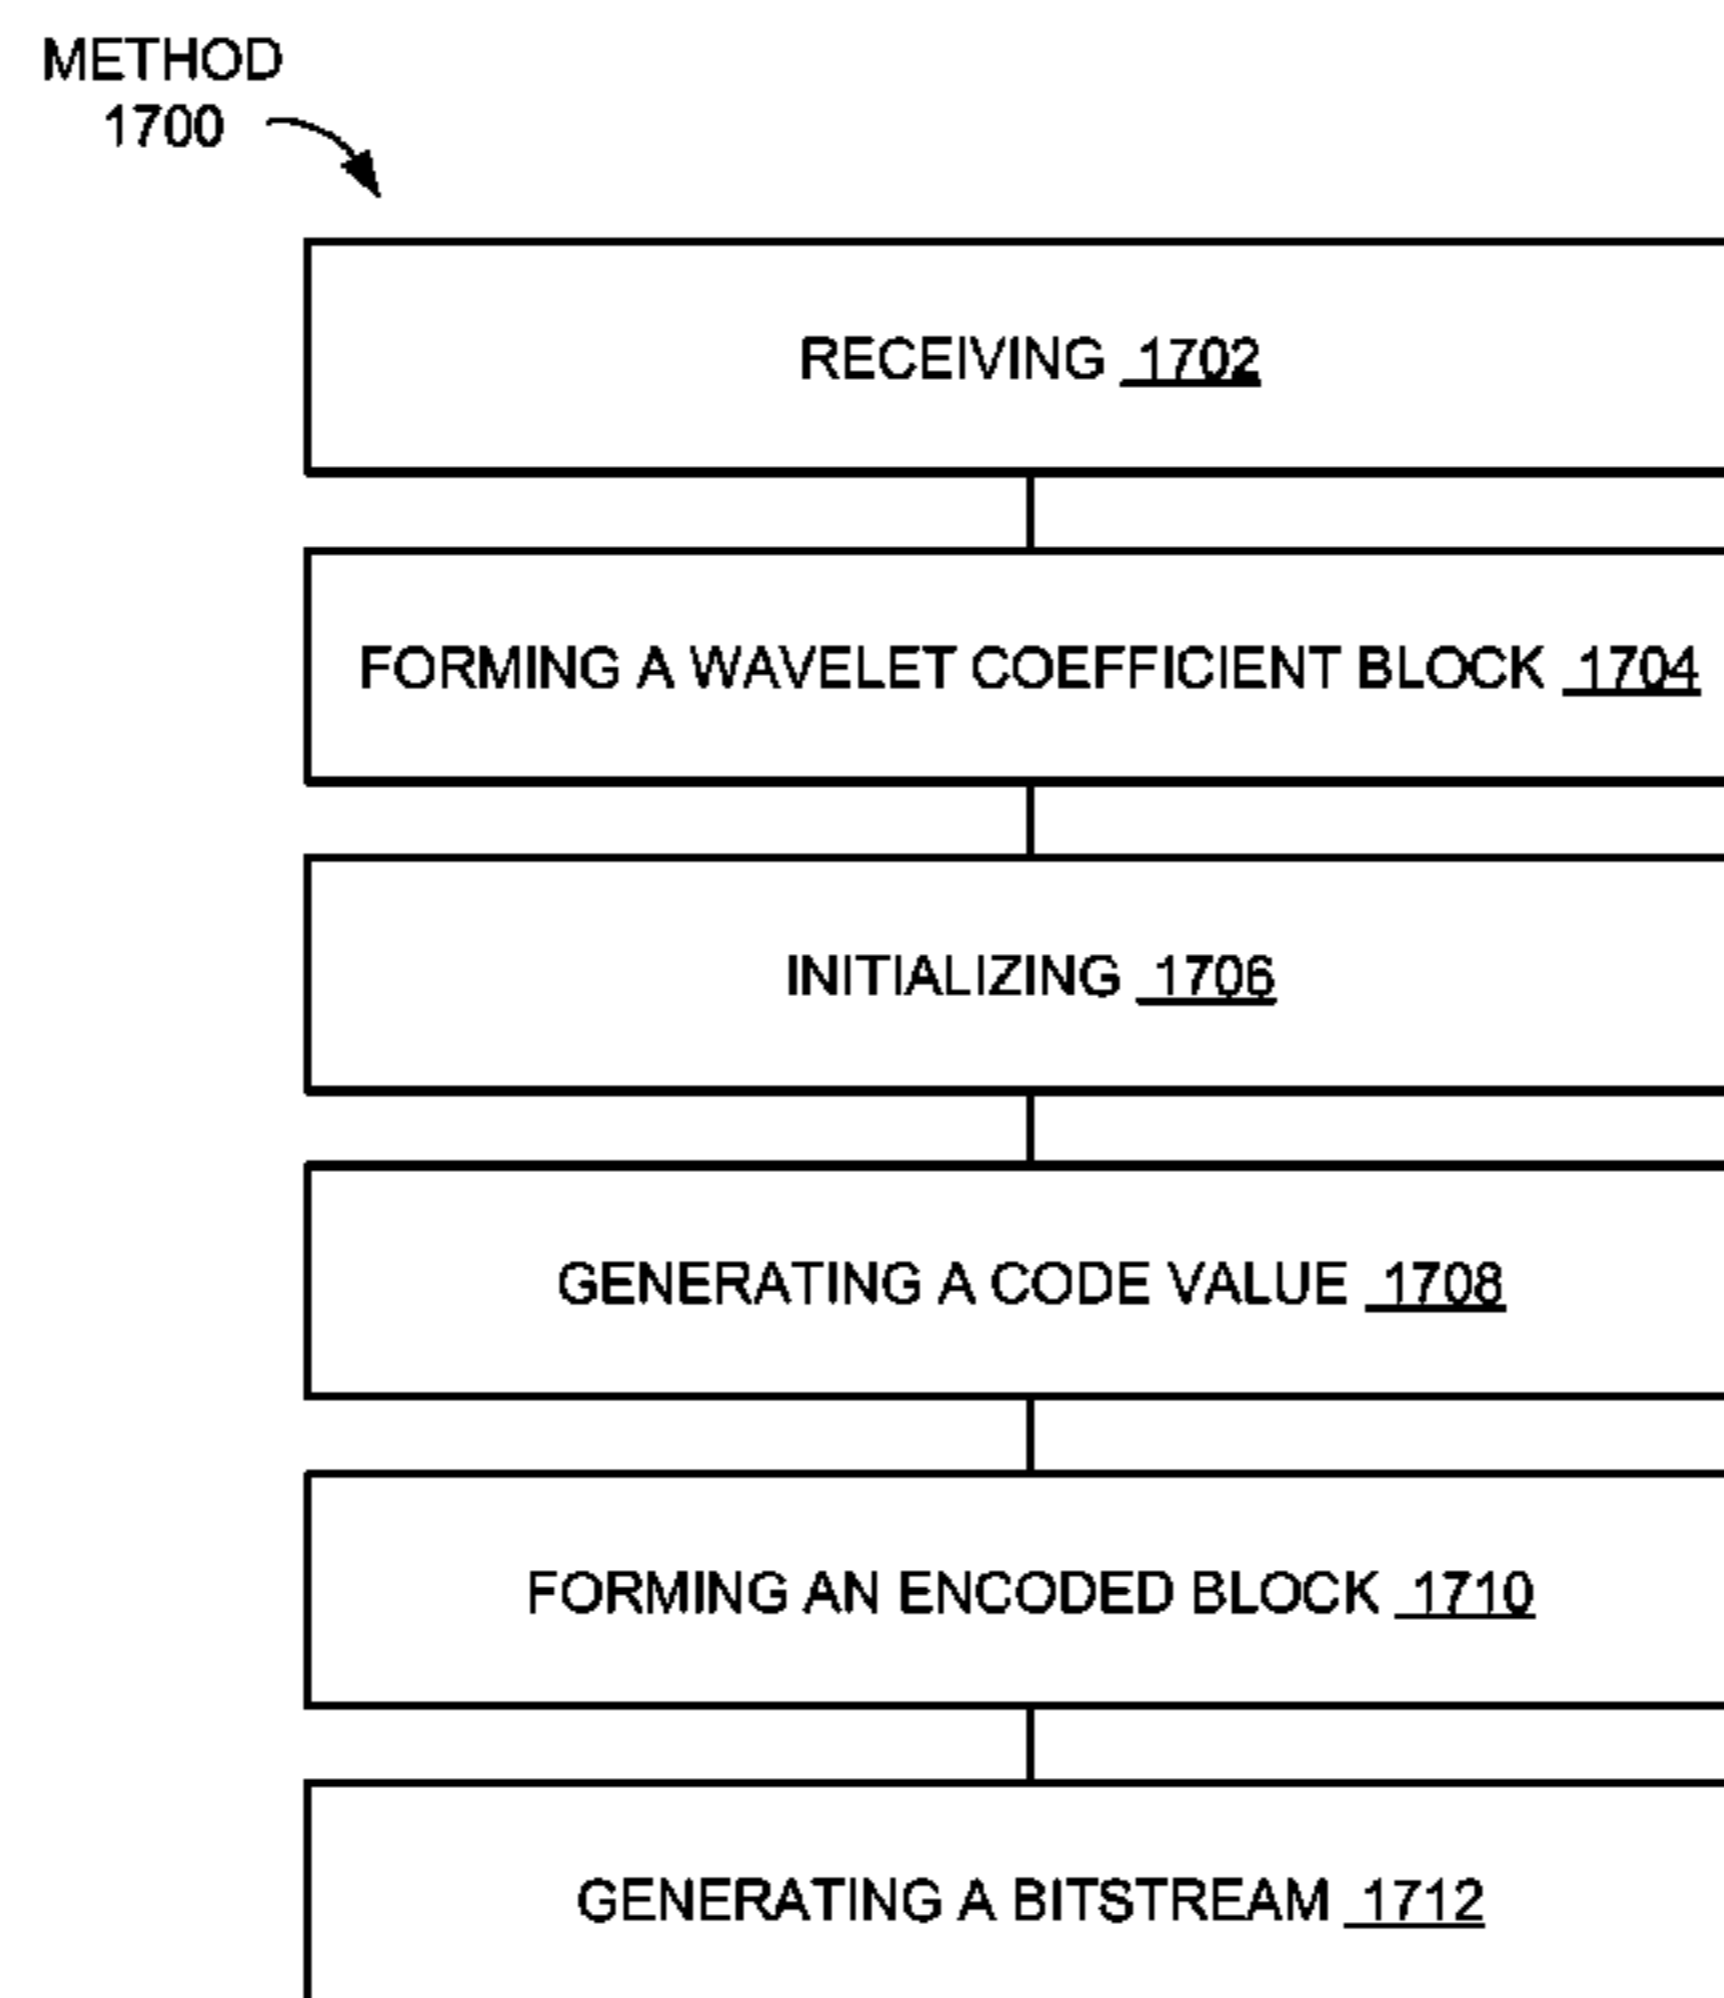 METHOD
1700
RECEIVING 1702
FORMING A WAVELET COEFFICIENT BLOCK 1704
INITIALIZING 1706
GENERATING A CODE VALUE 1708
FORMING AN ENCODED BLOCK 1710
GENERATING A BITSTREAM 1712